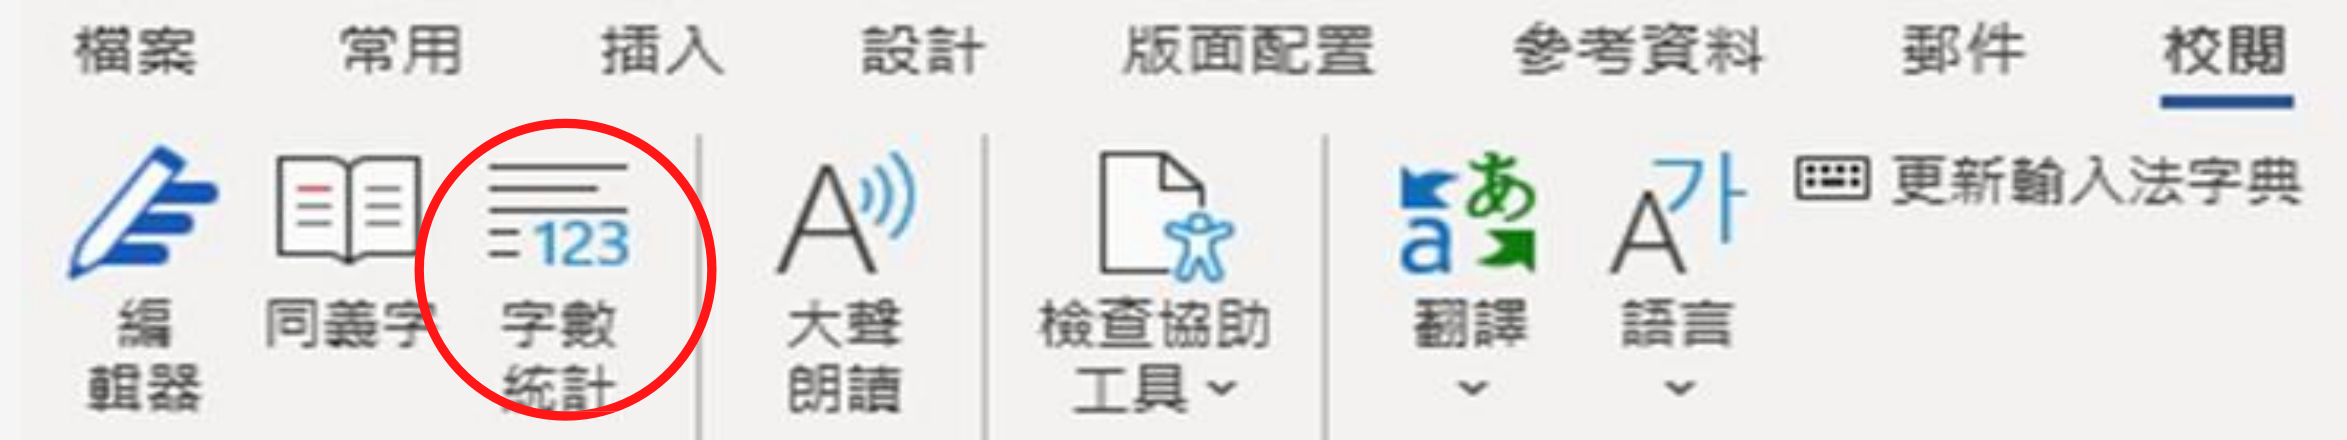 檔案 常用 插入 設計 版面配置 參考資料 郵件 校閱
編
輯器
同義字
123
字數
統計
A
大聲
朗讀
檢查協助
工具
aあ
翻譯
A가
語言
更新輸入法字典